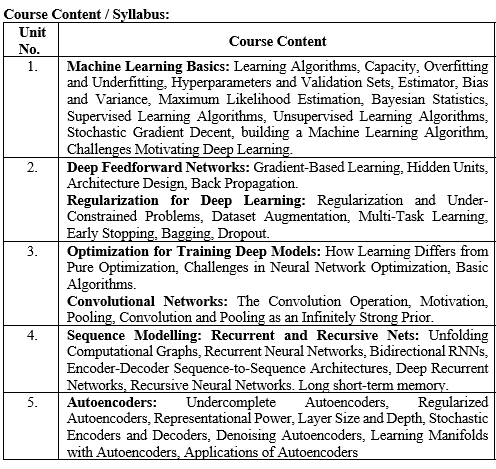 Course Content / Syllabus:
Unit No.
Course Content
1.
Machine Learning Basics: Learning Algorithms, Capacity, Overfitting
and Underfitting, Hyperparameters and Validation Sets, Estimator, Bias
and Variance, Maximum Likelihood Estimation, Bayesian Statistics,
Supervised Learning Algorithms, Unsupervised Learning Algorithms,
Stochastic Gradient Decent, building a Machine Learning Algorithm,
Challenges Motivating Deep Learning.
2.
Deep Feedforward Networks: Gradient-Based Learning, Hidden Units,
Architecture Design, Back Propagation.
Regularization for Deep Learning: Regularization and Under-
Constrained Problems, Dataset Augmentation, Multi-Task Learning,
Early Stopping, Bagging, Dropout.
3.
Optimization for Training Deep Models: How Learning Differs from
Pure Optimization, Challenges in Neural Network Optimization, Basic
Algorithms.
Convolutional Networks: The Convolution Operation, Motivation,
Pooling, Convolution and Pooling as an Infinitely Strong Prior.
4.
Sequence Modelling: Recurrent and Recursive Nets: Unfolding
Computational Graphs, Recurrent Neural Networks, Bidirectional RNNs,
Encoder-Decoder Sequence-to-Sequence Architectures, Deep Recurrent
Networks, Recursive Neural Networks. Long short-term memory.
5.
Autoencoders: Undercomplete Autoencoders, Regularized
Autoencoders, Representational Power, Layer Size and Depth, Stochastic
Encoders and Decoders, Denoising Autoencoders, Learning Manifolds
with Autoencoders, Applications of Autoencoders